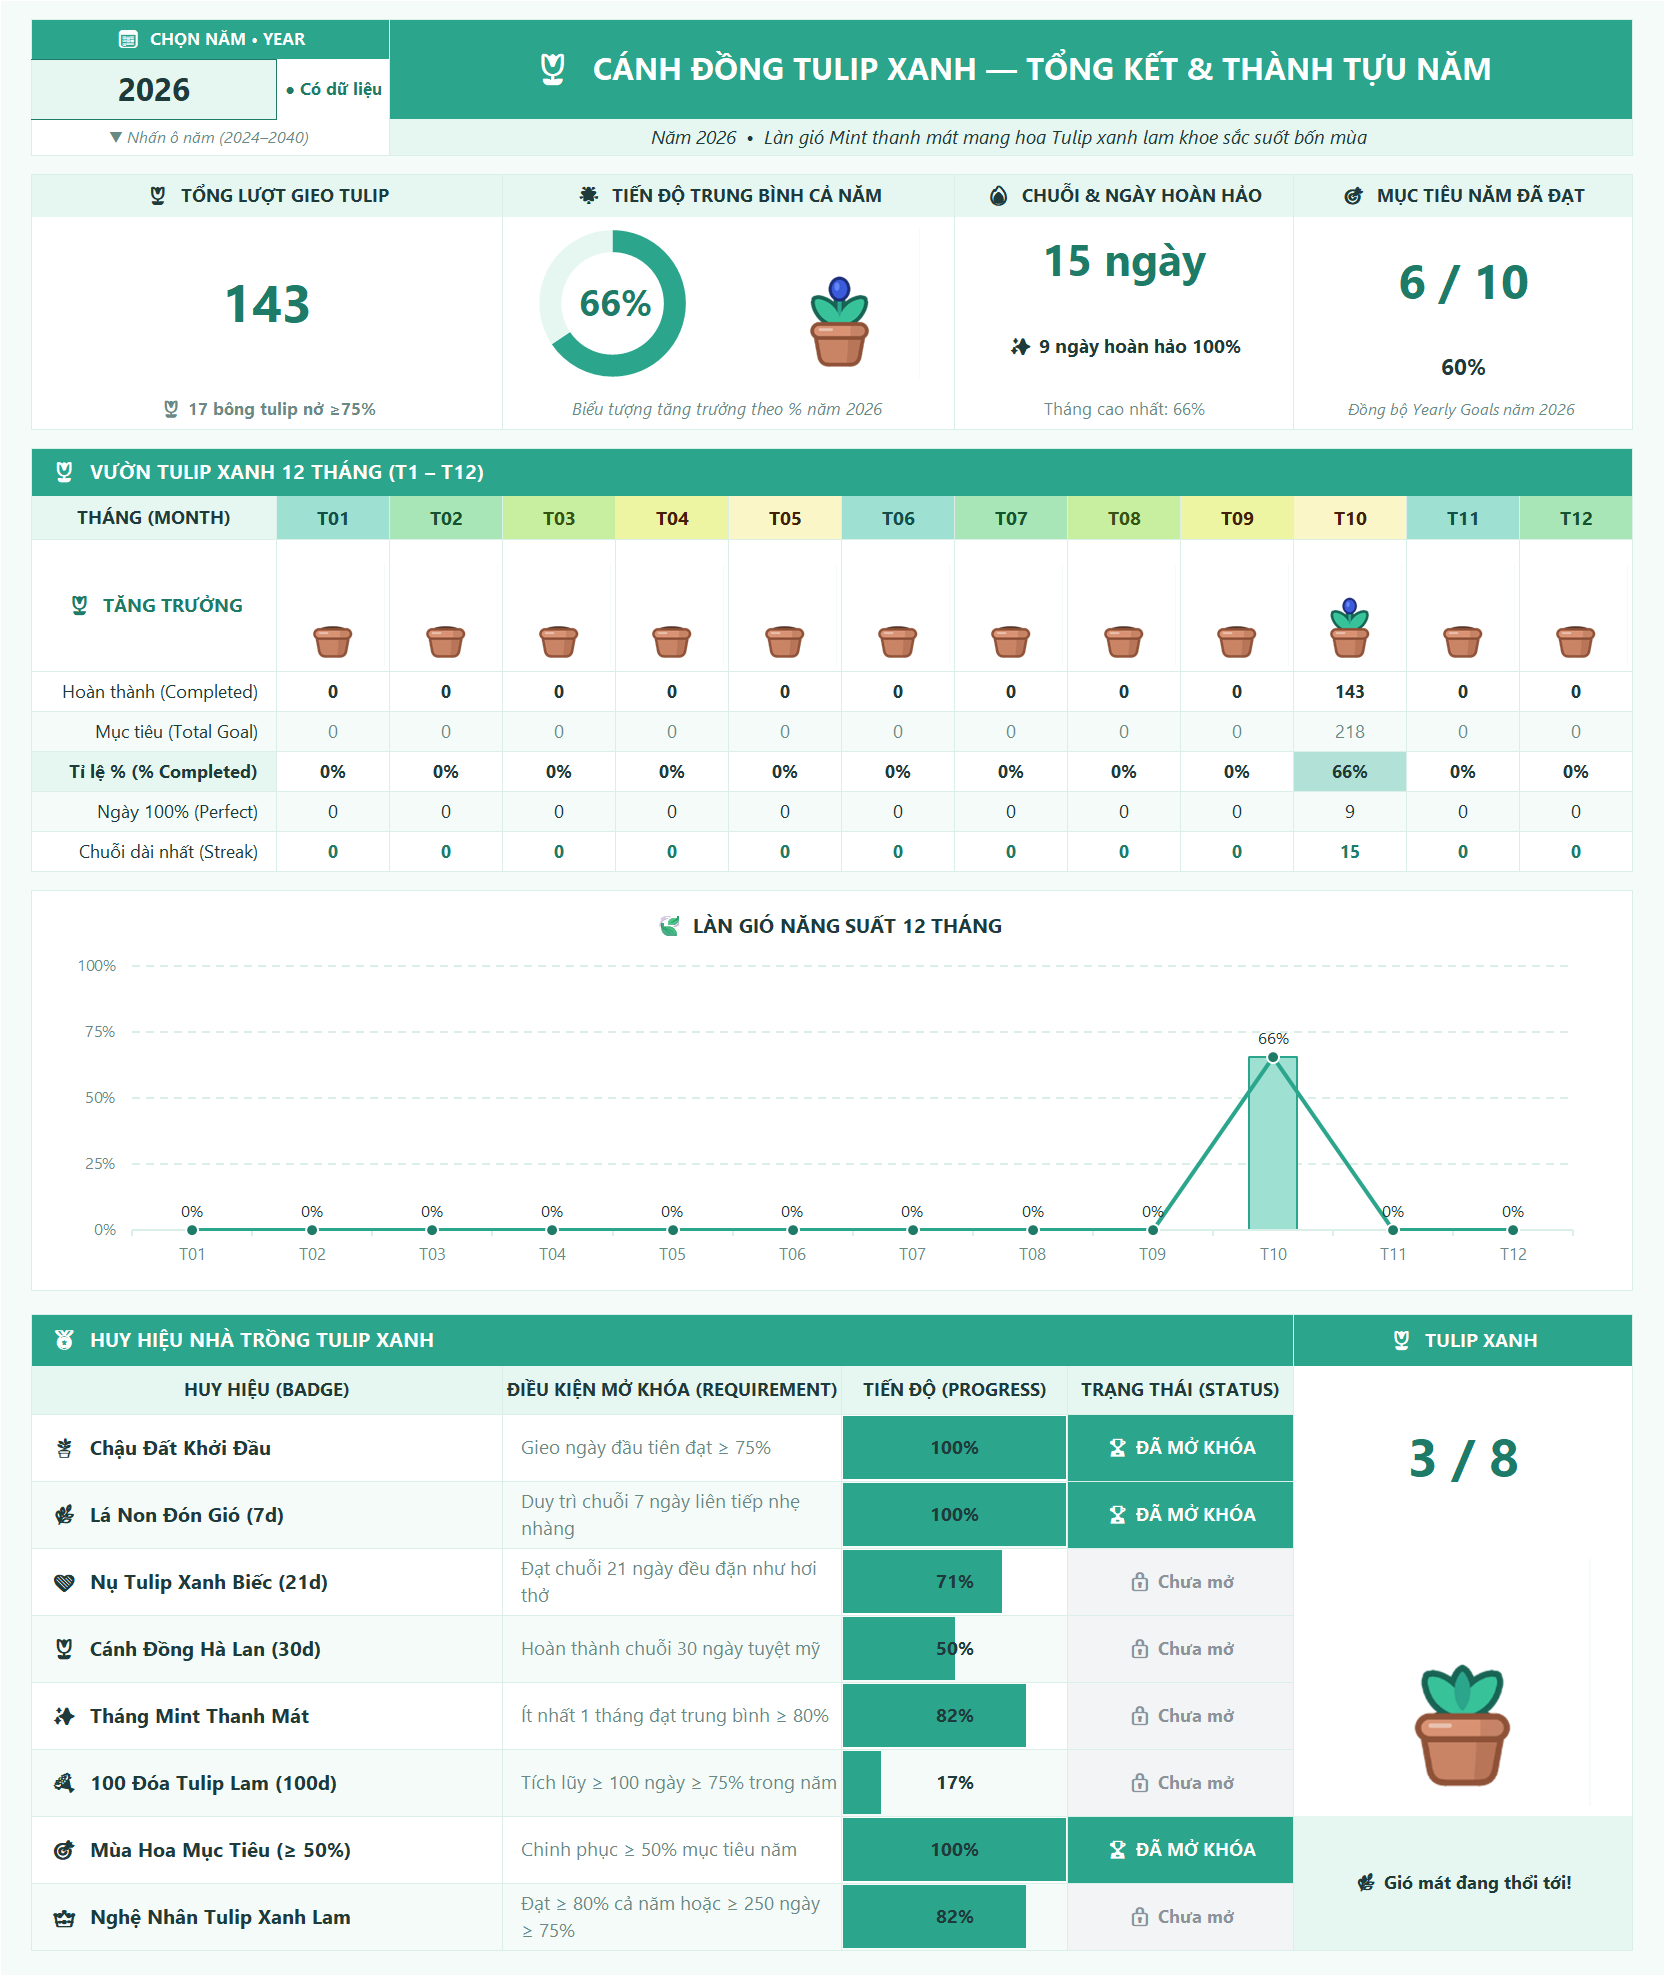 CHỌN NĂM • YEAR
2026
● Có dữ liệu
▼ Nhấn ô năm (2024–2040)
CÁNH ĐỒNG TULIP XANH — TỔNG KẾT & THÀNH TỰU NĂM
Năm 2026 • Làn gió Mint thanh mát mang hoa Tulip xanh lam khoe sắc suốt bốn mùa
TỔNG LƯỢT GIEO TULIP
143
17 bông tulip nở ≥75%
TIẾN ĐỘ TRUNG BÌNH CẢ NĂM
66%
Biểu tượng tăng trưởng theo % năm 2026
CHUỖI & NGÀY HOÀN HẢO
15 ngày
9 ngày hoàn hảo 100%
Tháng cao nhất: 66%
MỤC TIÊU NĂM ĐÃ ĐẠT
6 / 10
60%
Đồng bộ Yearly Goals năm 2026
VƯỜN TULIP XANH 12 THÁNG (T1 – T12)
THÁNG (MONTH) T01 T02 T03 T04 T05 T06 T07 T08 T09 T10 T11 T12
TĂNG TRƯỞNG
Hoàn thành (Completed) 0 0 0 0 0 0 0 0 0 143 0 0
Mục tiêu (Total Goal) 0 0 0 0 0 0 0 0 0 218 0 0
Tỉ lệ % (% Completed) 0% 0% 0% 0% 0% 0% 0% 0% 0% 66% 0% 0%
Ngày 100% (Perfect) 0 0 0 0 0 0 0 0 0 9 0 0
Chuỗi dài nhất (Streak) 0 0 0 0 0 0 0 0 0 15 0 0
LÀN GIÓ NĂNG SUẤT 12 THÁNG
100%
75%
66%
50%
25%
0% 0% 0% 0% 0% 0% 0% 0% 0% 0% 0%
0%
T01 T02 T03 T04 T05 T06 T07 T08 T09 T10 T11 T12
HUY HIỆU NHÀ TRỒNG TULIP XANH
HUY HIỆU (BADGE) ĐIỀU KIỆN MỞ KHÓA (REQUIREMENT) TIẾN ĐỘ (PROGRESS) TRẠNG THÁI (STATUS)
Chậu Đất Khởi Đầu Gieo ngày đầu tiên đạt ≥ 75% 100% ĐÃ MỞ KHÓA
Lá Non Đón Gió (7d) Duy trì chuỗi 7 ngày liên tiếp nhẹ
nhàng 100% ĐÃ MỞ KHÓA
Nụ Tulip Xanh Biếc (21d) Đạt chuỗi 21 ngày đều đặn như hơi
thở 71% Chưa mở
Cánh Đồng Hà Lan (30d) Hoàn thành chuỗi 30 ngày tuyệt mỹ 50% Chưa mở
Tháng Mint Thanh Mát Ít nhất 1 tháng đạt trung bình ≥ 80% 82% Chưa mở
100 Đóa Tulip Lam (100d) Tích lũy ≥ 100 ngày ≥ 75% trong năm 17% Chưa mở
Mùa Hoa Mục Tiêu (≥ 50%) Chinh phục ≥ 50% mục tiêu năm 100% ĐÃ MỞ KHÓA
Nghệ Nhân Tulip Xanh Lam Đạt ≥ 80% cả năm hoặc ≥ 250 ngày
≥ 75% 82% Chưa mở
TULIP XANH
3 / 8
Gió mát đang thổi tới!